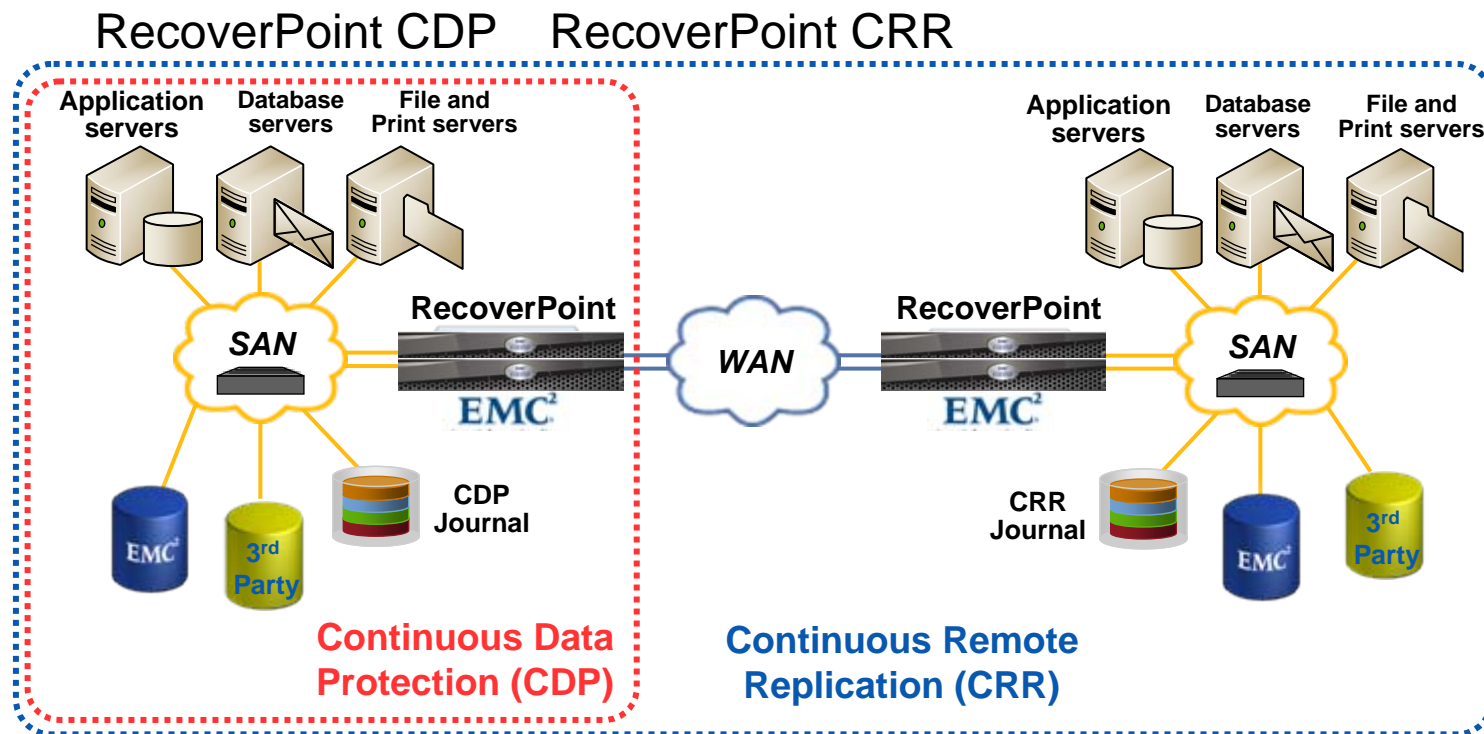 RecoverPoint CDP RecoverPoint CRR
Application
servers
Database
servers
File and
Print servers
Application
servers
Database
servers
File and
Print servers
RecoverPoint
RecoverPoint
SAN
WAN
SAN
EMC²
EMC²
CDP
Journal
CRR
Journal
EMC²
3rd
Party
EMC²
3rd
Party
Continuous Data
Protection (CDP)
Continuous Remote
Replication (CRR)